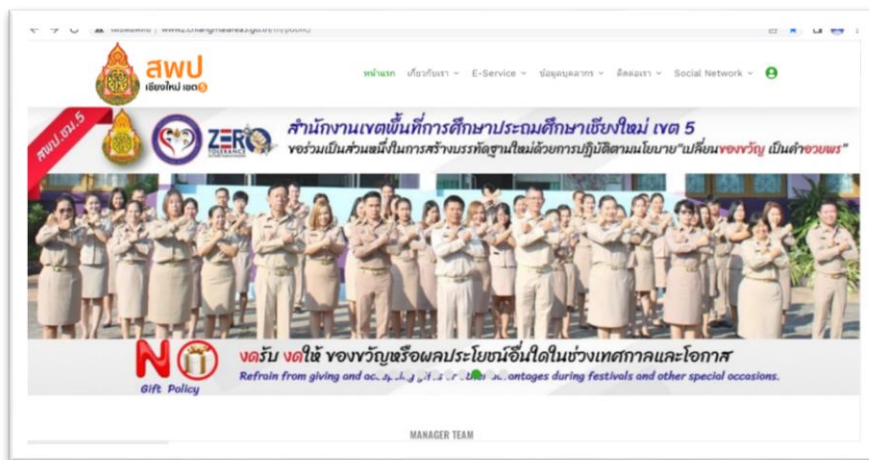 สพป
เชียงใหม่ เขต 5
หน้าแรก เกี่ยวกับเรา E-Service ข้อมูลบุคลากร ติดต่อเรา Social Network
สพป.ชม.5
ZERO
TOLERANCE
สำนักงานเขตพื้นที่การศึกษาประถมศึกษาเชียงใหม่ เขต 5
ขอร่วมเป็นส่วนหนึ่งในการสร้างบรรทัดฐานใหม่ด้วยการปฏิบัติตามนโยบาย"เปลี่ยนของขวัญ เป็นคำอวยพร"
NO
Gift Policy
งดรับ งดให้ ของขวัญหรือผลประโยชน์อื่นใดในช่วงเทศกาลและโอกาส
Refrain from giving and accepting gifts or other advantages during festivals and other special occasions.
MANAGER TEAM